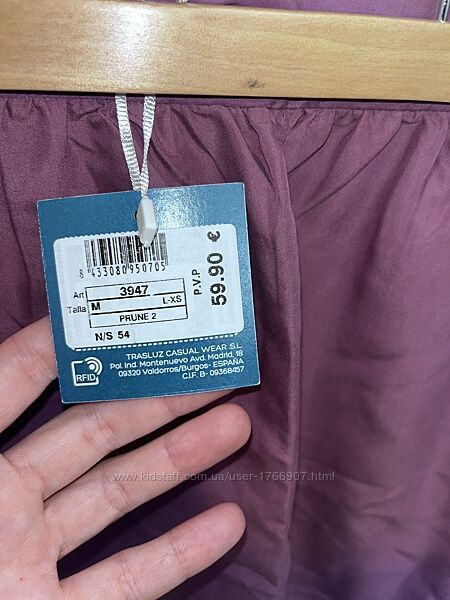 8 433080 950705
Art 3947
Talla M L-XS
PRUNE 2
N/S 54
P.V.P
59.90 €
RFID
TRASLUZ CASUAL WEAR S.L.
Pol. Ind. Montenuevo Avd. Madrid, 18
09320 Valdorros/Burgos- ESPAÑA
C.I.F. B- 09368457
www.kidstaff.com.ua/user-1766907.html